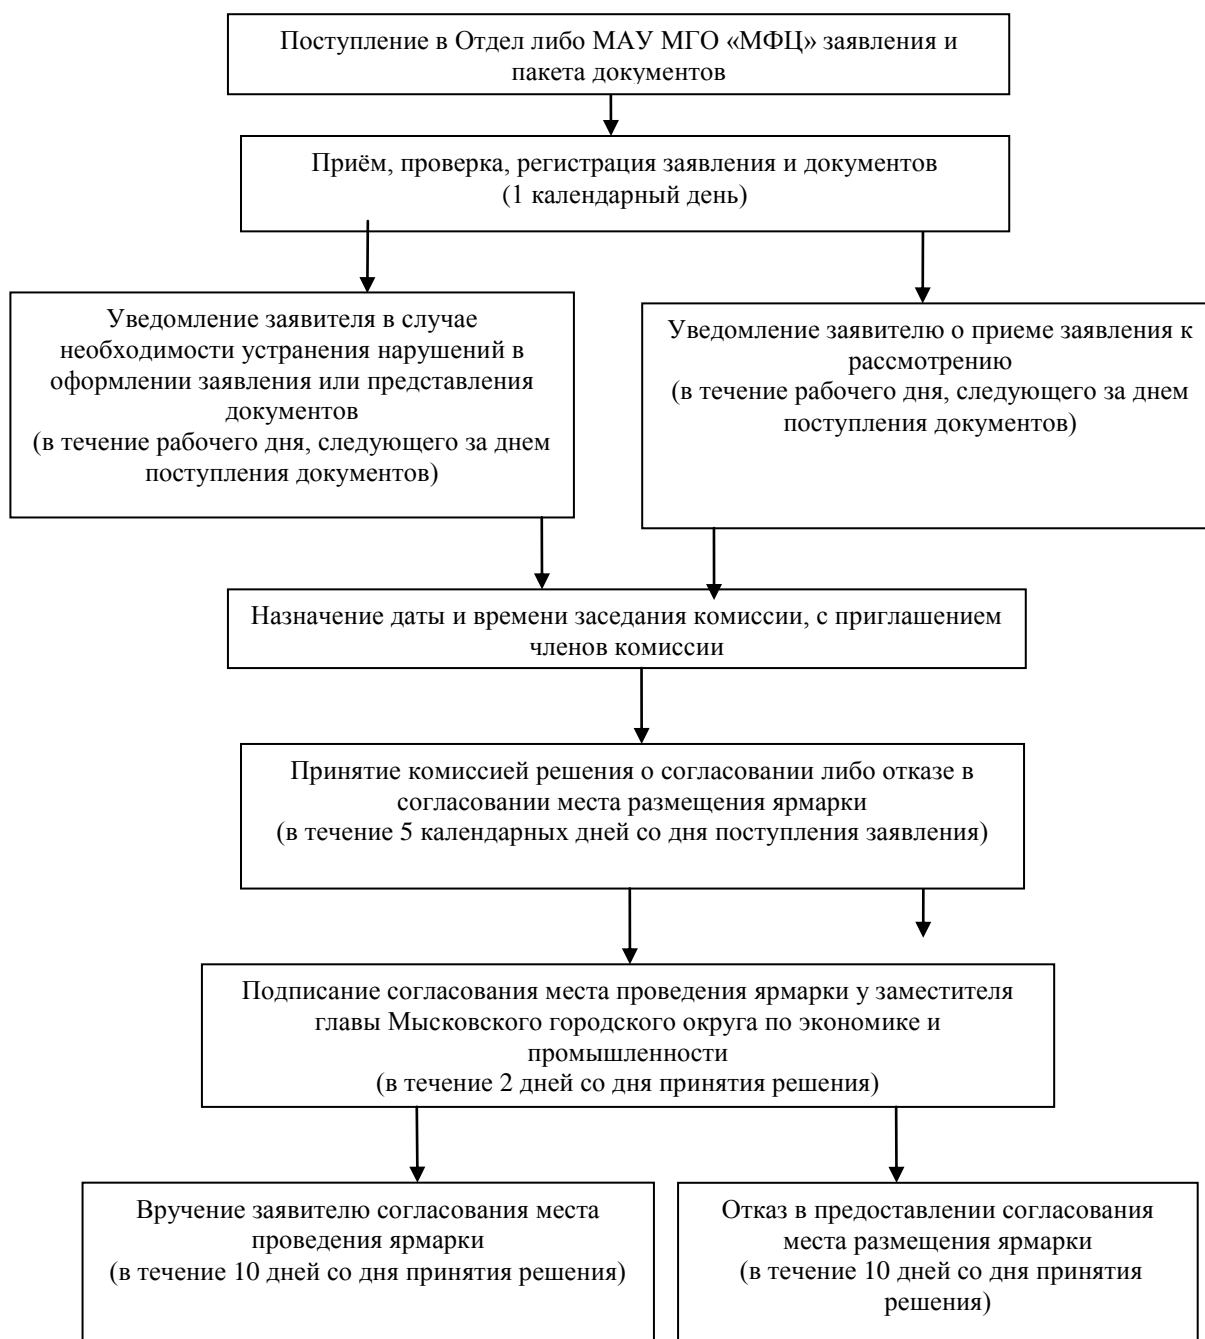 Поступление в Отдел либо МАУ МГО «МФЦ» заявления и
пакета документов
Приём, проверка, регистрация заявления и документов
(1 календарный день)
Уведомление заявителя в случае
необходимости устранения нарушений в
оформлении заявления или представления
документов
(в течение рабочего дня, следующего за днем
поступления документов)
Уведомление заявителю о приеме заявления к
рассмотрению
(в течение рабочего дня, следующего за днем
поступления документов)
Назначение даты и времени заседания комиссии, с приглашением
членов комиссии
Принятие комиссией решения о согласовании либо отказе в
согласовании места размещения ярмарки
(в течение 5 календарных дней со дня поступления заявления)
Подписание согласования места проведения ярмарки у заместителя
главы Мысковского городского округа по экономике и
промышленности
(в течение 2 дней со дня принятия решения)
Вручение заявителю согласования места
проведения ярмарки
(в течение 10 дней со дня принятия решения)
Отказ в предоставлении согласования
места размещения ярмарки
(в течение 10 дней со дня принятия
решения)